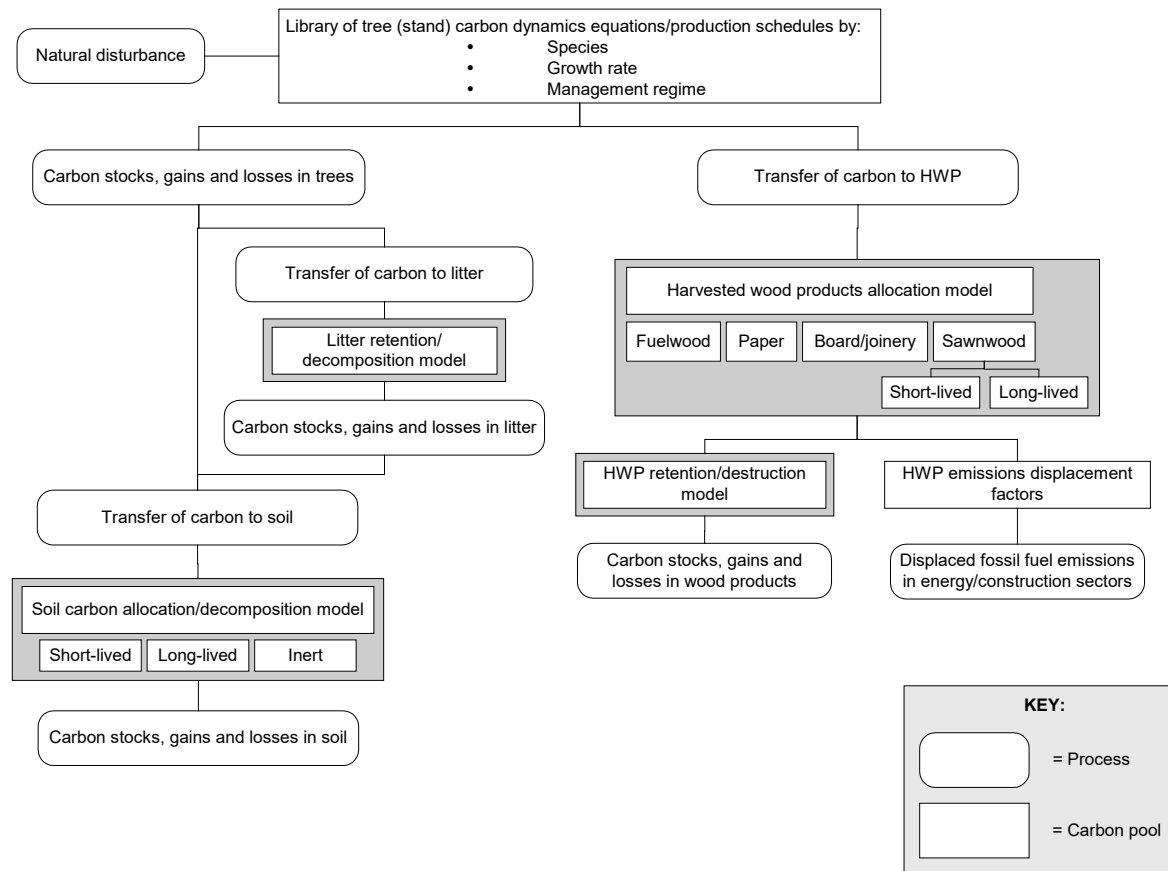 Library of tree (stand) carbon dynamics equations/production schedules by:
• Species
• Growth rate
• Management regime
Natural disturbance
Carbon stocks, gains and losses in trees
Transfer of carbon to HWP
Transfer of carbon to litter
Litter retention/
decomposition model
Carbon stocks, gains and losses in litter
Harvested wood products allocation model
Fuelwood
Paper
Board/joinery
Sawnwood
Short-lived
Long-lived
HWP retention/destruction
model
HWP emissions displacement
factors
Carbon stocks, gains and
losses in wood products
Displaced fossil fuel emissions
in energy/construction sectors
Transfer of carbon to soil
Soil carbon allocation/decomposition model
Short-lived
Long-lived
Inert
Carbon stocks, gains and losses in soil
KEY:
= Process
= Carbon pool